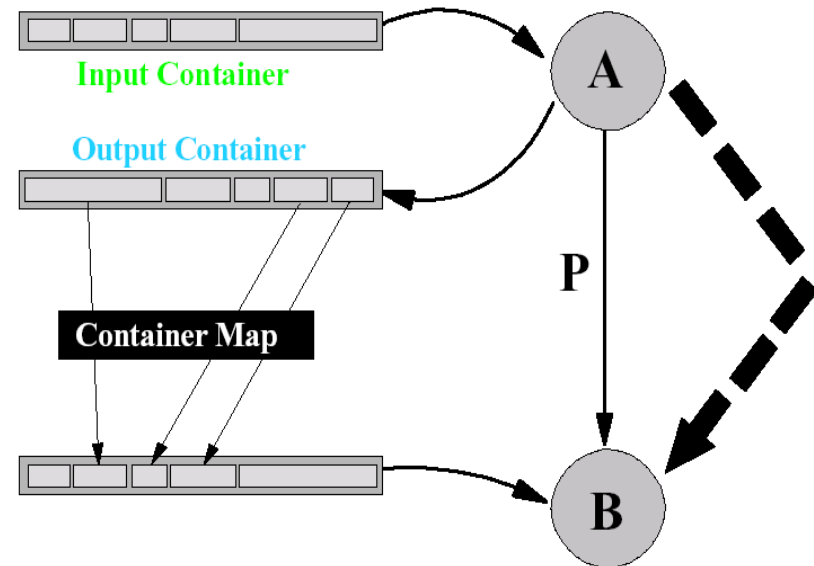 Input Container
A
Output Container
P
Container Map
B